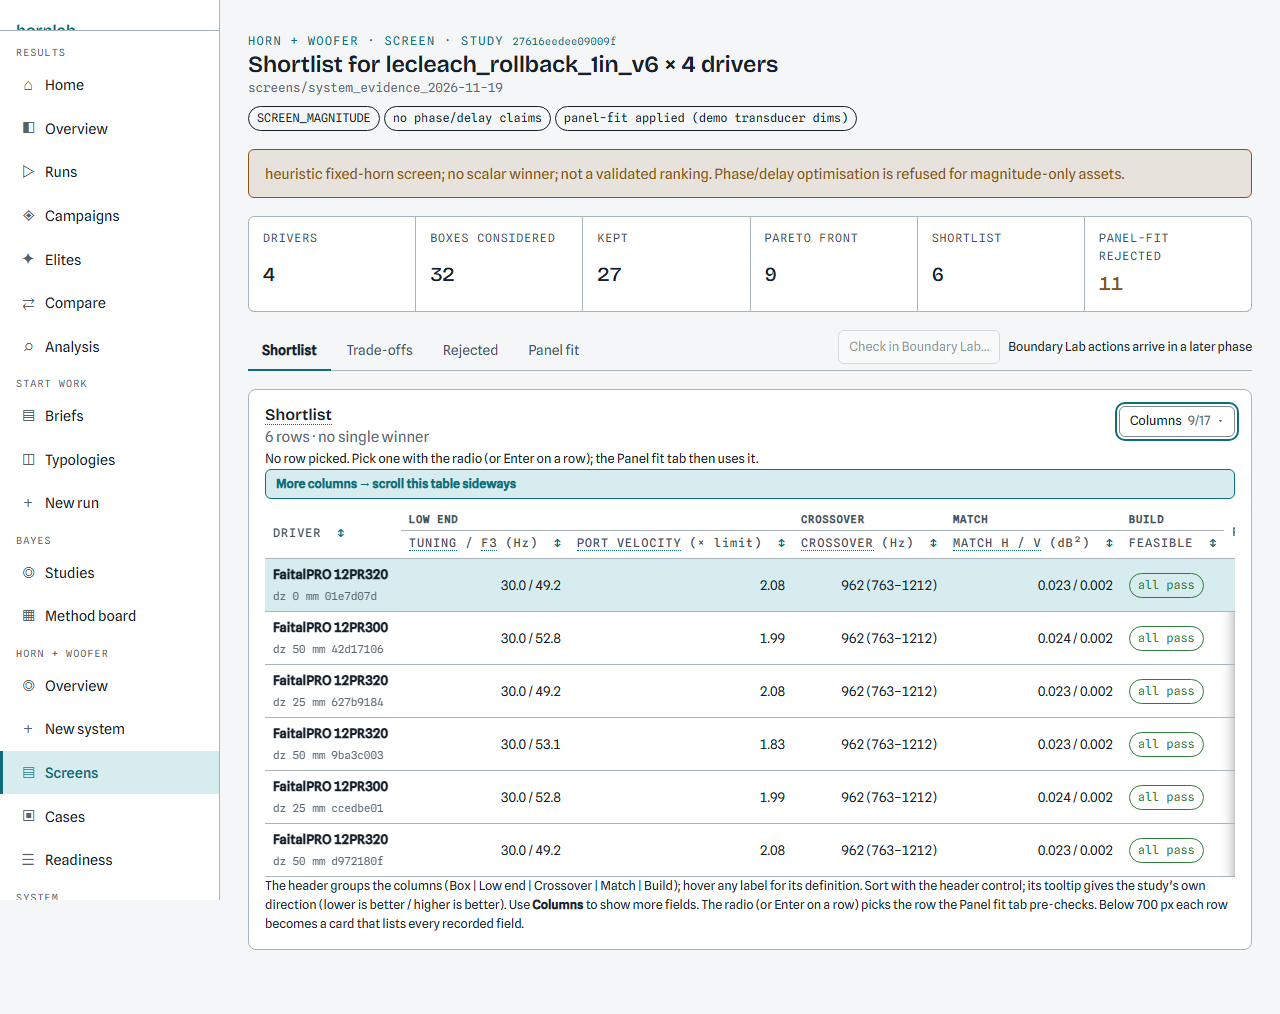 RESULTS
Home
Overview
Runs
Campaigns
Elites
Compare
Analysis
START WORK
Briefs
Typologies
New run
BAYES
Studies
Method board
HORN + WOOFER
Overview
New system
Screens
Cases
Readiness
SYSTEM
HORN + WOOFER · SCREEN · STUDY 27616eedee09009f
Shortlist for lecleach_rollback_1in_v6 × 4 drivers
screens/system_evidence_2026-11-19
SCREEN_MAGNITUDE no phase/delay claims panel-fit applied (demo transducer dims)
heuristic fixed-horn screen; no scalar winner; not a validated ranking. Phase/delay optimisation is refused for magnitude-only assets.
DRIVERS
4
BOXES CONSIDERED
32
KEPT
27
PARETO FRONT
9
SHORTLIST
6
PANEL-FIT
REJECTED
11
Shortlist Trade-offs Rejected Panel fit Check in Boundary Lab... Boundary Lab actions arrive in a later phase
Shortlist
6 rows · no single winner
Columns 9/17
No row picked. Pick one with the radio (or Enter on a row); the Panel fit tab then uses it.
More columns → scroll this table sideways
LOW END CROSSOVER MATCH BUILD
DRIVER ↕ TUNING / F3 (Hz) ↕ PORT VELOCITY (× limit) ↕ CROSSOVER (Hz) ↕ MATCH H / V (dB²) ↕ FEASIBLE ↕
FaitalPRO 12PR320 30.0 / 49.2 2.08 962 (763–1212) 0.023 / 0.002 all pass
dz 0 mm 01e7d07d
FaitalPRO 12PR300 30.0 / 52.8 1.99 962 (763–1212) 0.024 / 0.002 all pass
dz 50 mm 42d17106
FaitalPRO 12PR320 30.0 / 49.2 2.08 962 (763–1212) 0.023 / 0.002 all pass
dz 25 mm 627b9184
FaitalPRO 12PR320 30.0 / 53.1 1.83 962 (763–1212) 0.023 / 0.002 all pass
dz 50 mm 9ba3c003
FaitalPRO 12PR300 30.0 / 52.8 1.99 962 (763–1212) 0.024 / 0.002 all pass
dz 25 mm ccedbe01
FaitalPRO 12PR320 30.0 / 49.2 2.08 962 (763–1212) 0.023 / 0.002 all pass
dz 50 mm d972180f
The header groups the columns (Box | Low end | Crossover | Match | Build); hover any label for its definition. Sort with the header control; its tooltip gives the study's own
direction (lower is better / higher is better). Use Columns to show more fields. The radio (or Enter on a row) picks the row the Panel fit tab pre-checks. Below 700 px each row
becomes a card that lists every recorded field.